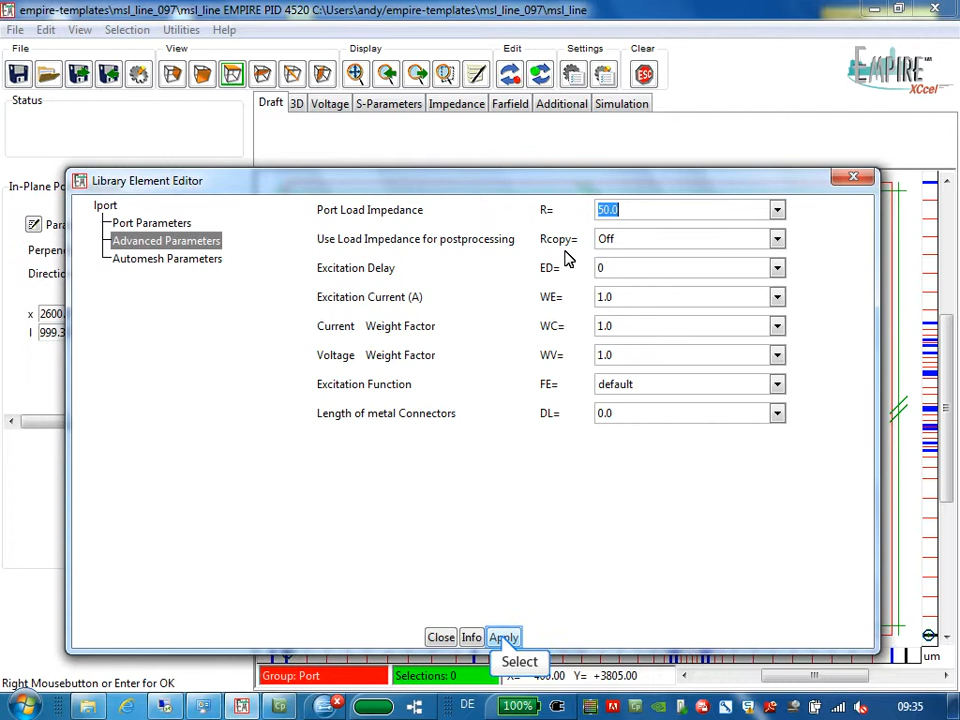 empire-templates/msl_line_097\msl_line EMPIRE PID 4520 C:\Users/andy/empire-templates/msl_line_097/msl_line
File Edit View Selection Utilities Help
File View Display Edit Settings Clear
ESC
EMPIRE
XCcel
Status
Draft 3D Voltage S-Parameters Impedance Farfield Additional Simulation
Library Element Editor
In-Plane Po
Para
Perpen
Direction
x 2600.
l 999.3
lport
Port Parameters
Advanced Parameters
Automesh Parameters
Port Load Impedance R= 50.0
Use Load Impedance for postprocessing Rcopy= Off
Excitation Delay ED= 0
Excitation Current (A) WE= 1.0
Current Weight Factor WC= 1.0
Voltage Weight Factor WV= 1.0
Excitation Function FE= default
Length of metal Connectors DL= 0.0
Close Info Apply
Select
um
Group: Port Selections: 0 Y= +3805.00
Right Mousebutton or Enter for OK
DE 100% 09:35